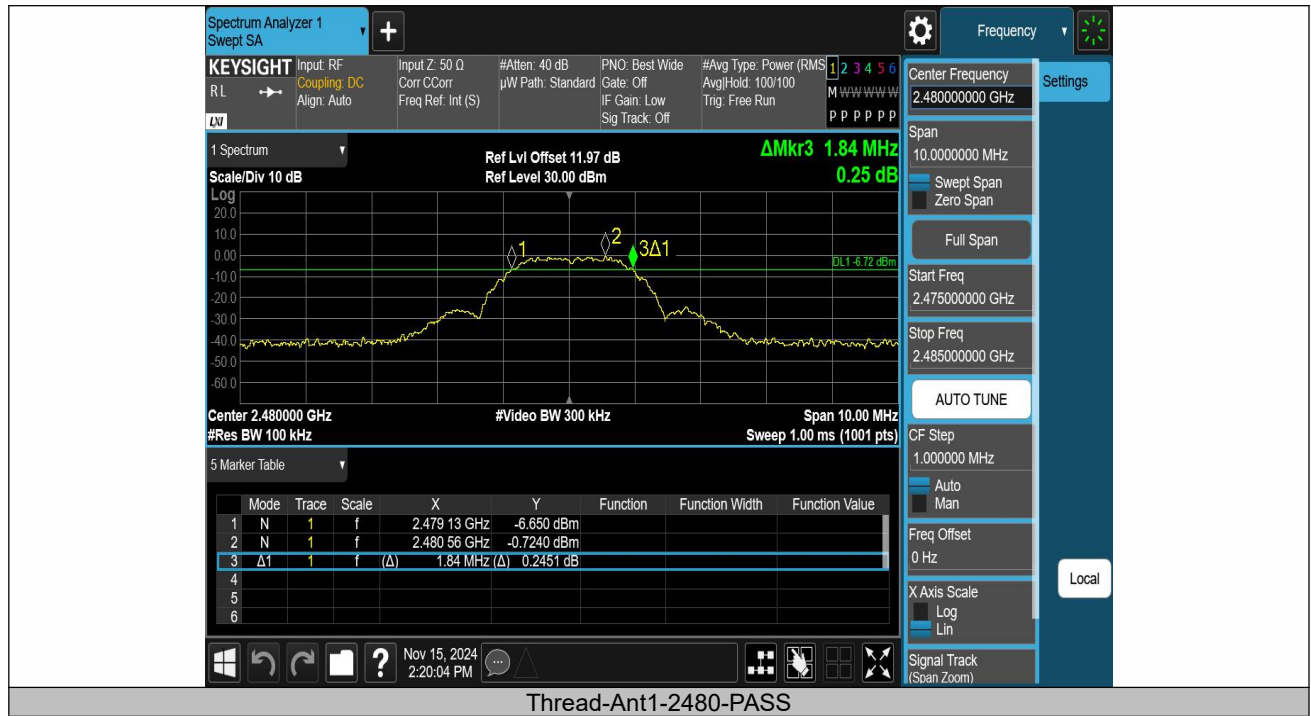 Spectrum Analyzer 1
Swept SA
+
Frequency
KEYSIGHT
RL
LXI
Input: RF
Coupling: DC
Align: Auto
Input Z: 50 Ω
Corr CCorr
Freq Ref: Int (S)
#Atten: 40 dB
µW Path: Standard
PNO: Best Wide
Gate: Off
IF Gain: Low
Sig Track: Off
#Avg Type: Power (RMS
Avg|Hold: 100/100
Trig: Free Run
1 2 3 4 5 6
M W W W W W
P P P P P P
1 Spectrum
Scale/Div 10 dB
Ref Lvl Offset 11.97 dB
Ref Level 30.00 dBm
ΔMkr3 1.84 MHz
0.25 dB
Log
20.0
10.0
0.00
-10.0
-20.0
-30.0
-40.0
-50.0
-60.0
1
2
3Δ1
DL1 -6.72 dBm
Center 2.480000 GHz
#Video BW 300 kHz
Span 10.00 MHz
#Res BW 100 kHz
Sweep 1.00 ms (1001 pts)
5 Marker Table
Mode Trace Scale X Y Function Function Width Function Value
1 N 1 f 2.479 13 GHz -6.650 dBm
2 N 1 f 2.480 56 GHz -0.7240 dBm
3 Δ1 1 f (Δ) 1.84 MHz (Δ) 0.2451 dB
4
5
6
?
Nov 15, 2024
2:20:04 PM
Center Frequency
2.480000000 GHz
Settings
Span
10.0000000 MHz
Swept Span
Zero Span
Full Span
Start Freq
2.475000000 GHz
Stop Freq
2.485000000 GHz
AUTO TUNE
CF Step
1.000000 MHz
Auto
Man
Freq Offset
0 Hz
Local
X Axis Scale
Log
Lin
Signal Track
(Span Zoom)
Thread-Ant1-2480-PASS